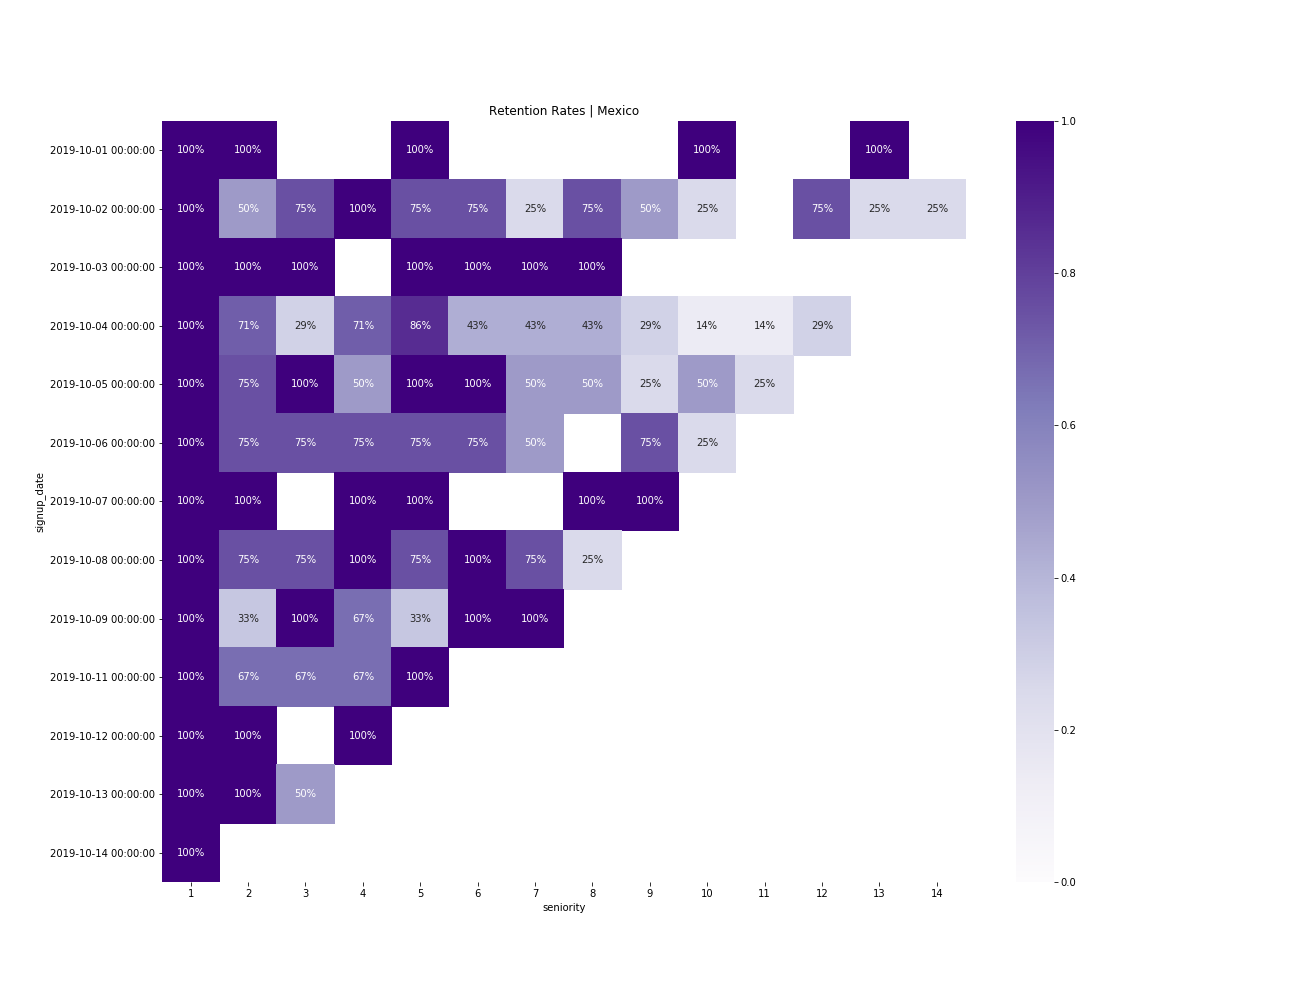 Retention Rates | Mexico
2019-10-01 00:00:00 100% 100% 100% 100% 100%
2019-10-02 00:00:00 100% 50% 75% 100% 75% 75% 25% 75% 50% 25% 75% 25% 25%
2019-10-03 00:00:00 100% 100% 100% 100% 100% 100% 100%
2019-10-04 00:00:00 100% 71% 29% 71% 86% 43% 43% 43% 29% 14% 14% 29%
2019-10-05 00:00:00 100% 75% 100% 50% 100% 100% 50% 50% 25% 50% 25%
2019-10-06 00:00:00 100% 75% 75% 75% 75% 75% 50% 75% 25%
2019-10-07 00:00:00 100% 100% 100% 100% 100% 100%
2019-10-08 00:00:00 100% 75% 75% 100% 75% 100% 75% 25%
2019-10-09 00:00:00 100% 33% 100% 67% 33% 100% 100%
2019-10-11 00:00:00 100% 67% 67% 67% 100%
2019-10-12 00:00:00 100% 100% 100%
2019-10-13 00:00:00 100% 100% 50%
2019-10-14 00:00:00 100%
1 2 3 4 5 6 7 8 9 10 11 12 13 14
seniority
signup_date
1.0
0.8
0.6
0.4
0.2
0.0